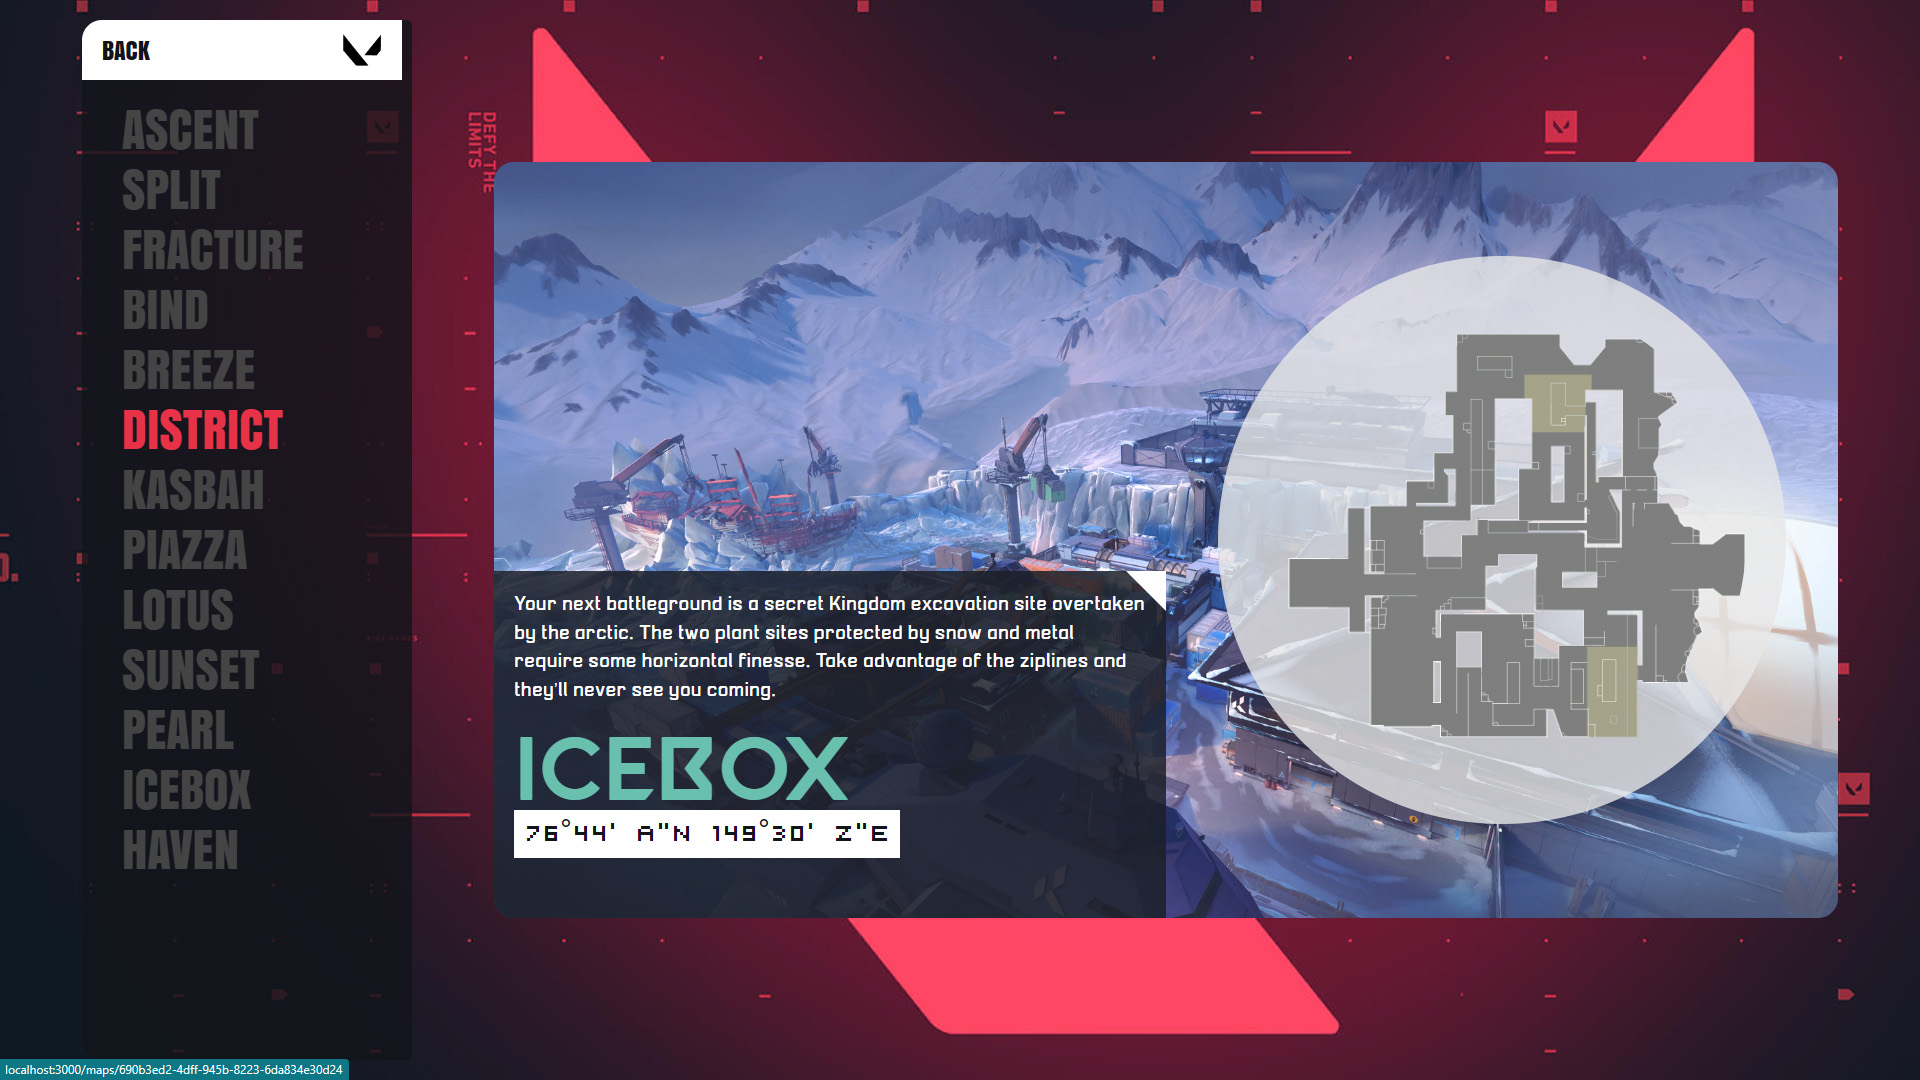 BACK
ASCENT
SPLIT
FRACTURE
BIND
BREEZE
DISTRICT
KASBAH
PIAZZA
LOTUS
SUNSET
PEARL
ICEBOX
HAVEN
DEFY THE
LIMITS
Your next battleground is a secret Kingdom excavation site overtaken
by the arctic. The two plant sites protected by snow and metal
require some horizontal finesse. Take advantage of the ziplines and
they'll never see you coming.
ICEBOX
76°44' A"N 149°30' Z"E
localhost:3000/maps/690b3ed2-4dff-945b-8223-6da834e30d24